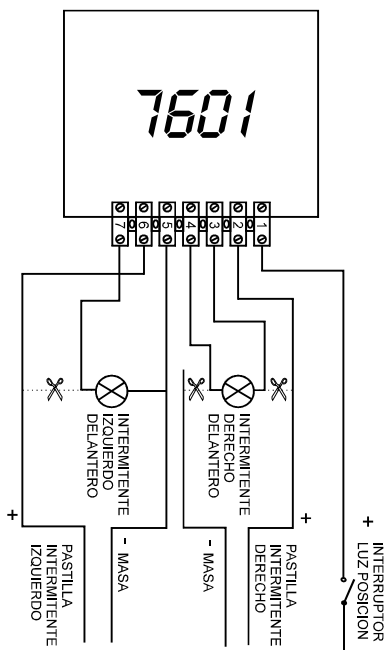 7601
7 6 5 4 3 2 1
INTERMITENTE
IZQUIERDO
DELANTERO
INTERMITENTE
DERECHO
DELANTERO
+
PASTILLA
INTERMITENTE
IZQUIERDO
- MASA
- MASA
+
PASTILLA
INTERMITENTE
DERECHO
+ INTERRUPTOR
LUZ POSICION